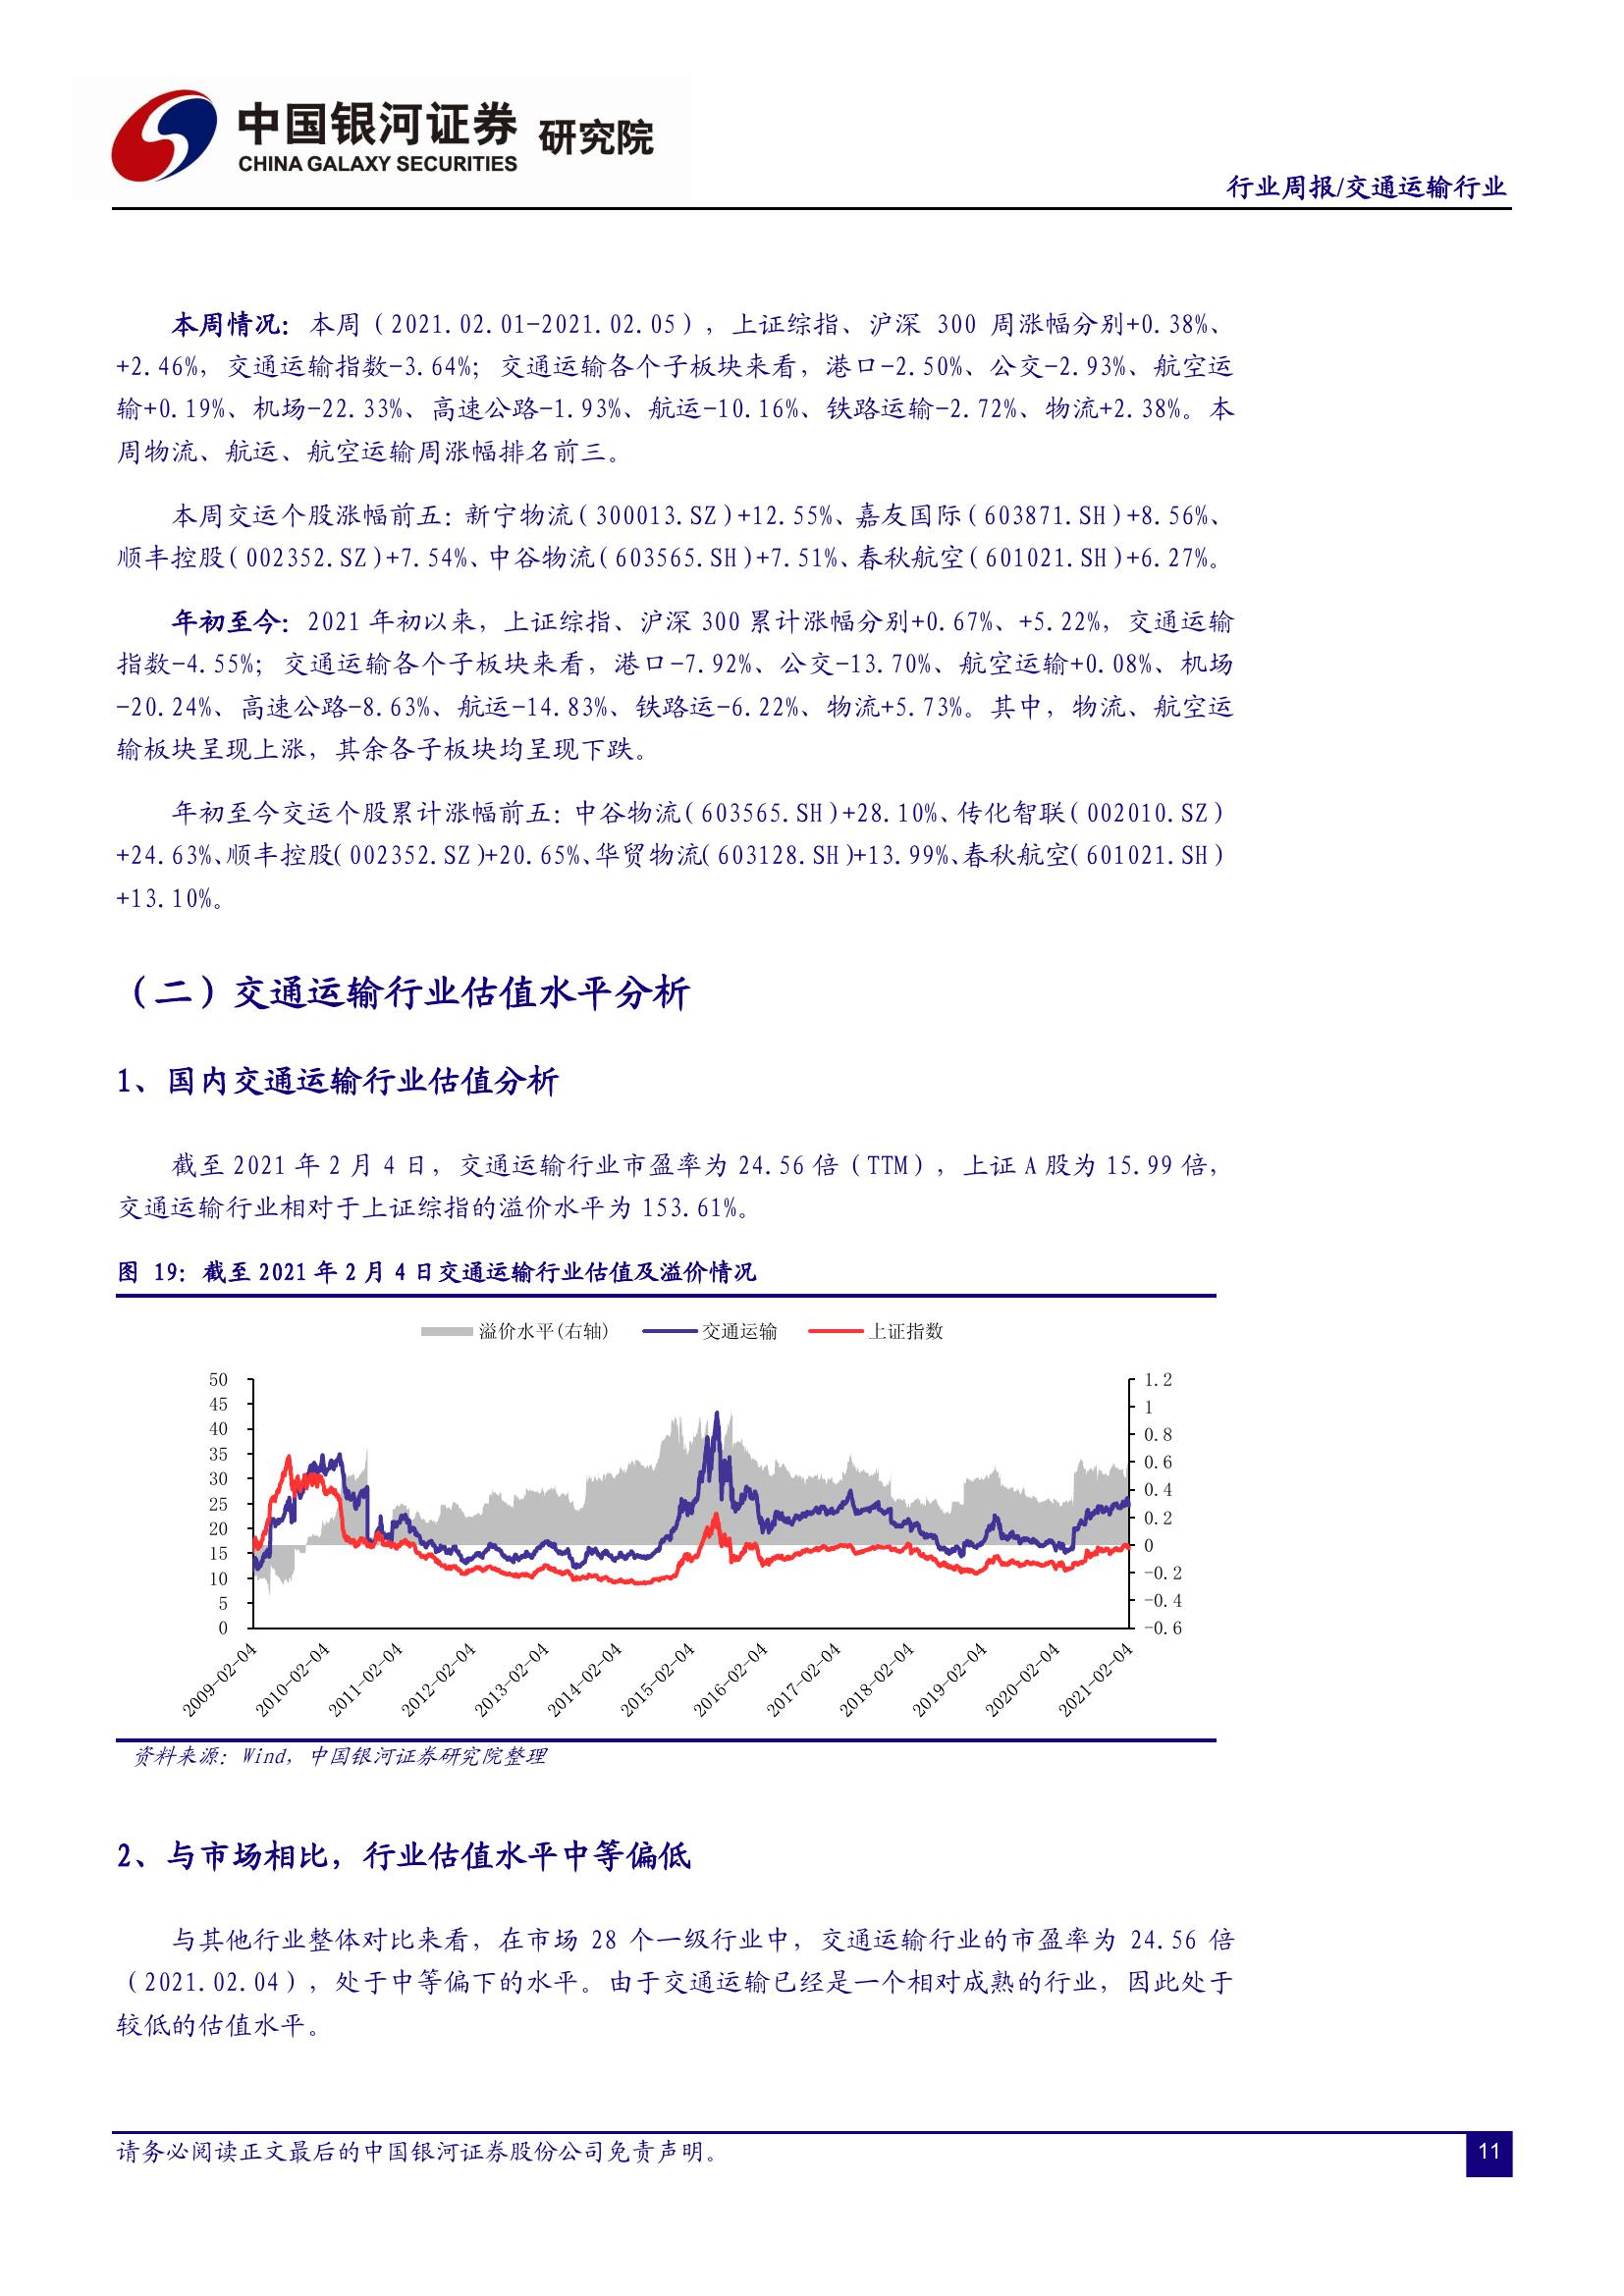 中国银河证券 研究院
CHINA GALAXY SECURITIES
行业周报/交通运输行业
本周情况：本周（2021.02.01-2021.02.05），上证综指、沪深 300 周涨幅分别+0.38%、
+2.46%，交通运输指数-3.64%；交通运输各个子板块来看，港口-2.50%、公交-2.93%、航空运
输+0.19%、机场-22.33%、高速公路-1.93%、航运-10.16%、铁路运输-2.72%、物流+2.38%。本
周物流、航运、航空运输周涨幅排名前三。
本周交运个股涨幅前五：新宁物流（300013.SZ）+12.55%、嘉友国际（603871.SH）+8.56%、
顺丰控股（002352.SZ）+7.54%、中谷物流（603565.SH）+7.51%、春秋航空（601021.SH）+6.27%。
年初至今：2021 年初以来，上证综指、沪深 300 累计涨幅分别+0.67%、+5.22%，交通运输
指数-4.55%；交通运输各个子板块来看，港口-7.92%、公交-13.70%、航空运输+0.08%、机场
-20.24%、高速公路-8.63%、航运-14.83%、铁路运-6.22%、物流+5.73%。其中，物流、航空运
输板块呈现上涨，其余各子板块均呈现下跌。
年初至今交运个股累计涨幅前五：中谷物流（603565.SH）+28.10%、传化智联（002010.SZ）
+24.63%、顺丰控股（002352.SZ）+20.65%、华贸物流（603128.SH）+13.99%、春秋航空（601021.SH）
+13.10%。
（二）交通运输行业估值水平分析
1、国内交通运输行业估值分析
截至 2021 年 2 月 4 日，交通运输行业市盈率为 24.56 倍（TTM），上证 A 股为 15.99 倍，
交通运输行业相对于上证综指的溢价水平为 153.61%。
图 19：截至 2021 年 2 月 4 日交通运输行业估值及溢价情况
溢价水平(右轴) 交通运输 上证指数
50 1.2
45 1
40 0.8
35 0.6
30 0.4
25 0.2
20 0
15 -0.2
10 -0.4
5 -0.6
0
2009-02-04 2010-02-04 2011-02-04 2012-02-04 2013-02-04 2014-02-04 2015-02-04 2016-02-04 2017-02-04 2018-02-04 2019-02-04 2020-02-04 2021-02-04
资料来源：Wind，中国银河证券研究院整理
2、与市场相比，行业估值水平中等偏低
与其他行业整体对比来看，在市场 28 个一级行业中，交通运输行业的市盈率为 24.56 倍
（2021.02.04），处于中等偏下的水平。由于交通运输已经是一个相对成熟的行业，因此处于
较低的估值水平。
请务必阅读正文最后的中国银河证券股份公司免责声明。
11